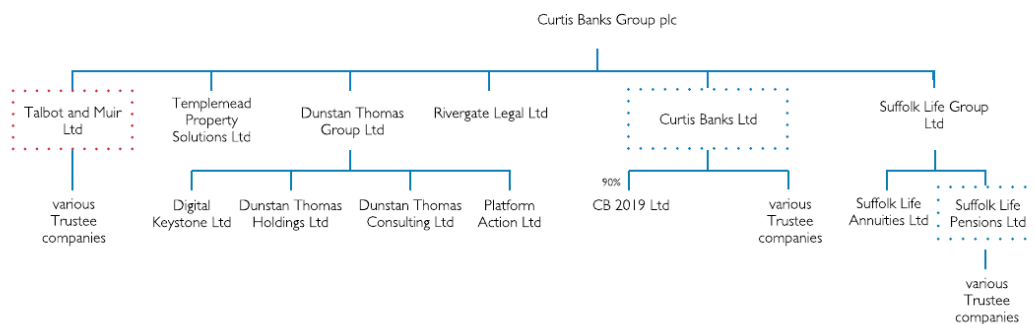 Curtis Banks Group plc
Talbot and Muir
Ltd
Templemead
Property
Solutions Ltd
Dunstan Thomas
Group Ltd
Rivergate Legal Ltd
Curtis Banks Ltd
Suffolk Life Group
Ltd
various
Trustee
companies
Digital
Keystone Ltd
Dunstan Thomas
Holdings Ltd
Dunstan Thomas
Consulting Ltd
Platform
Action Ltd
90%
CB 2019 Ltd
various
Trustee
companies
Suffolk Life
Annuities Ltd
Suffolk Life
Pensions Ltd
various
Trustee
companies